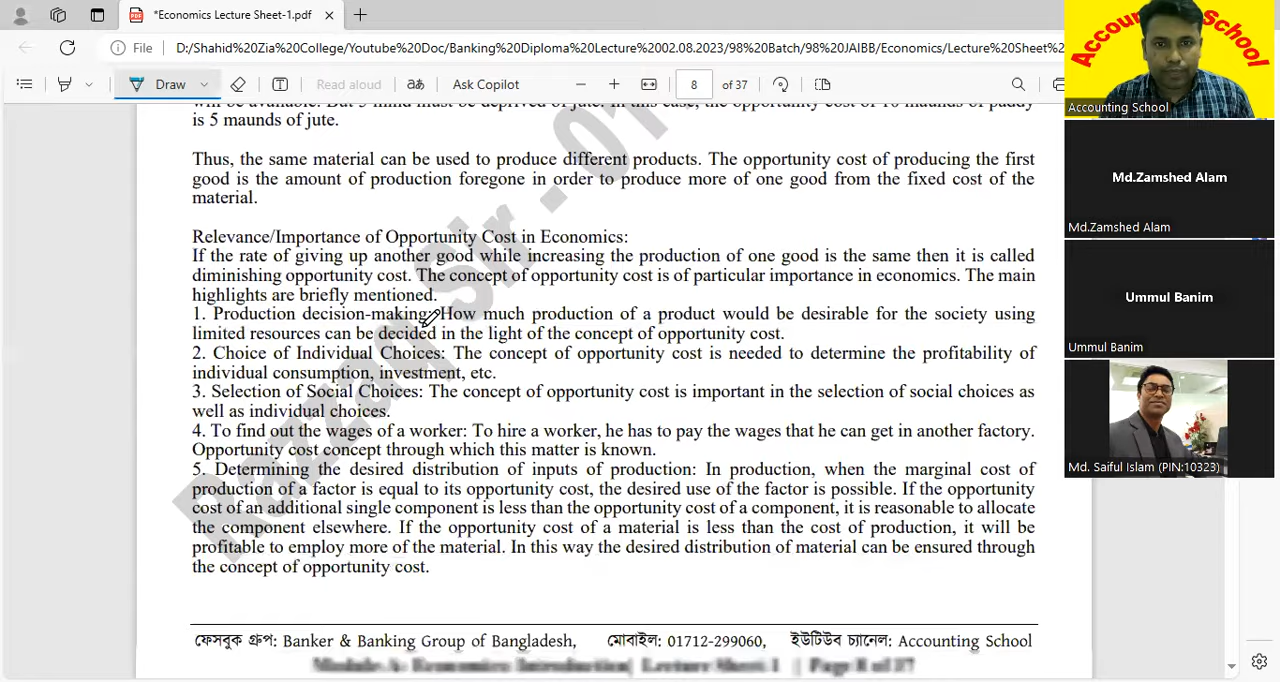 *Economics Lecture Sheet-1.pdf
File D:/Shahid%20Zia%20College/Youtube%20Doc/Banking%20Diploma%20Lecture%2002.08.2023/98%20Batch/98%20JAIBB/Economics/Lecture%20Sheet%2
Draw Read aloud aあ Ask Copilot 8 of 37
is 5 maunds of jute.
Thus, the same material can be used to produce different products. The opportunity cost of producing the first
good is the amount of production foregone in order to produce more of one good from the fixed cost of the
material.
Relevance/Importance of Opportunity Cost in Economics:
If the rate of giving up another good while increasing the production of one good is the same then it is called
diminishing opportunity cost. The concept of opportunity cost is of particular importance in economics. The main
highlights are briefly mentioned.
1. Production decision-making: How much production of a product would be desirable for the society using
limited resources can be decided in the light of the concept of opportunity cost.
2. Choice of Individual Choices: The concept of opportunity cost is needed to determine the profitability of
individual consumption, investment, etc.
3. Selection of Social Choices: The concept of opportunity cost is important in the selection of social choices as
well as individual choices.
4. To find out the wages of a worker: To hire a worker, he has to pay the wages that he can get in another factory.
Opportunity cost concept through which this matter is known.
5. Determining the desired distribution of inputs of production: In production, when the marginal cost of
production of a factor is equal to its opportunity cost, the desired use of the factor is possible. If the opportunity
cost of an additional single component is less than the opportunity cost of a component, it is reasonable to allocate
the component elsewhere. If the opportunity cost of a material is less than the cost of production, it will be
profitable to employ more of the material. In this way the desired distribution of material can be ensured through
the concept of opportunity cost.
Razzaq Sir - 01
ফেসবুক গ্রুপ: Banker & Banking Group of Bangladesh, মোবাইল: 01712-299060, ইউটিউব চ্যানেল: Accounting School
Module-A: Economics Introduction| Lecture Sheet-1 | Page 8 of 37
Accounting School
Accounting School
Md.Zamshed Alam
Md.Zamshed Alam
Ummul Banim
Ummul Banim
Md. Saiful Islam (PIN:10323)